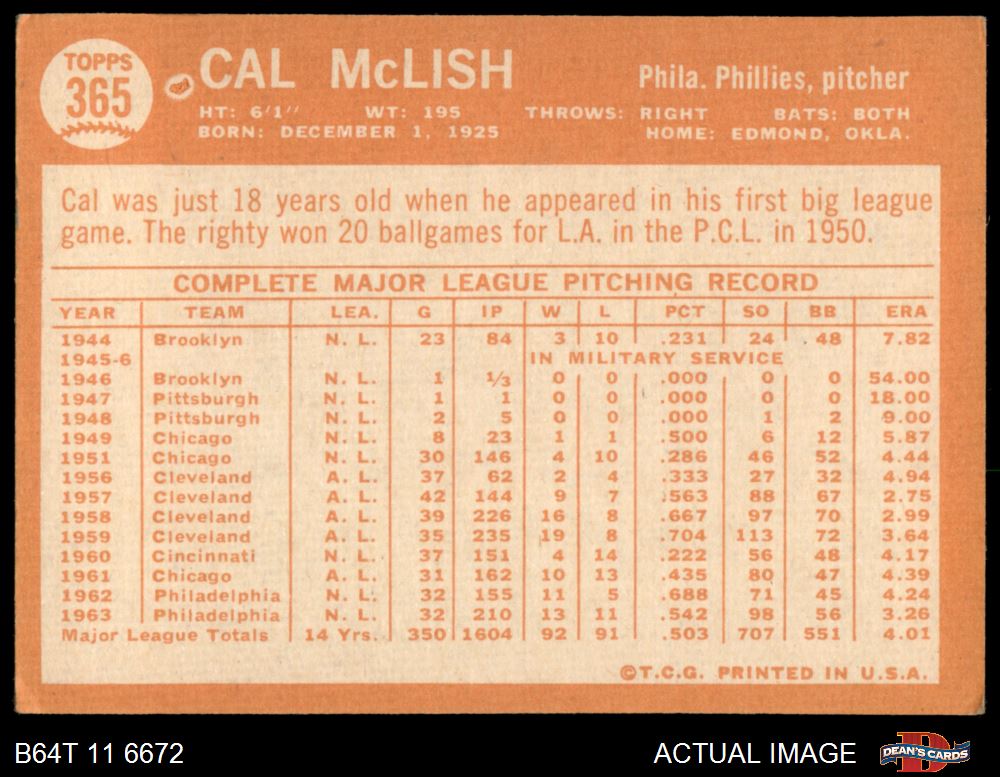 TOPPS
365
CAL McLISH
Phila. Phillies, pitcher
HT: 6'1" WT: 195 THROWS: RIGHT BATS: BOTH
BORN: DECEMBER 1, 1925 HOME: EDMOND, OKLA.
Cal was just 18 years old when he appeared in his first big league
game. The righty won 20 ballgames for L.A. in the P.C.L. in 1950.
COMPLETE MAJOR LEAGUE PITCHING RECORD
YEAR TEAM LEA. G IP W L PCT SO BB ERA
1944 Brooklyn N. L. 23 84 3 10 .231 24 48 7.82
1945-6 IN MILITARY SERVICE
1946 Brooklyn N. L. 1 1/3 0 0 .000 0 0 54.00
1947 Pittsburgh N. L. 1 1 0 0 .000 0 0 18.00
1948 Pittsburgh N. L. 2 5 0 0 .000 1 2 9.00
1949 Chicago N. L. 8 23 1 1 .500 6 12 5.87
1951 Chicago N. L. 30 146 4 10 .286 46 52 4.44
1956 Cleveland A. L. 37 62 2 4 .333 27 32 4.94
1957 Cleveland A. L. 42 144 9 7 .563 88 67 2.75
1958 Cleveland A. L. 39 226 16 8 .667 97 70 2.99
1959 Cleveland A. L. 35 235 19 8 .704 113 72 3.64
1960 Cincinnati N. L. 37 151 4 14 .222 56 48 4.17
1961 Chicago A. L. 31 162 10 13 .435 80 47 4.39
1962 Philadelphia N. L. 32 155 11 5 .688 71 45 4.24
1963 Philadelphia N. L. 32 210 13 11 .542 98 56 3.26
Major League Totals 14 Yrs. 350 1604 92 91 .503 707 551 4.01
©T.C.G. PRINTED IN U.S.A.
B64T 11 6672 ACTUAL IMAGE
DEAN'S CARDS